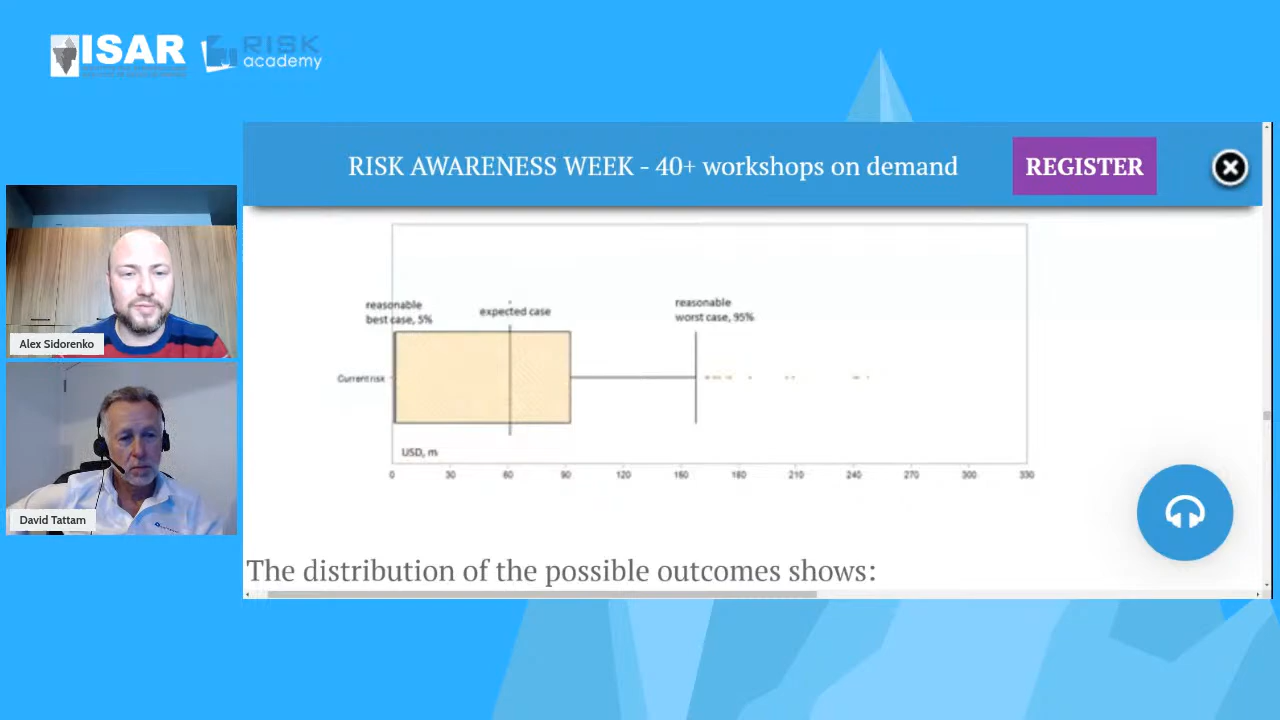 ISAR
RISK
academy
RISK AWARENESS WEEK - 40+ workshops on demand
REGISTER
reasonable
best case, 5%
expected case
reasonable
worst case, 95%
Current risk
USD, m
0 30 60 90 120 160 180 210 240 270 300 330
Alex Sidorenko
David Tattam
The distribution of the possible outcomes shows: